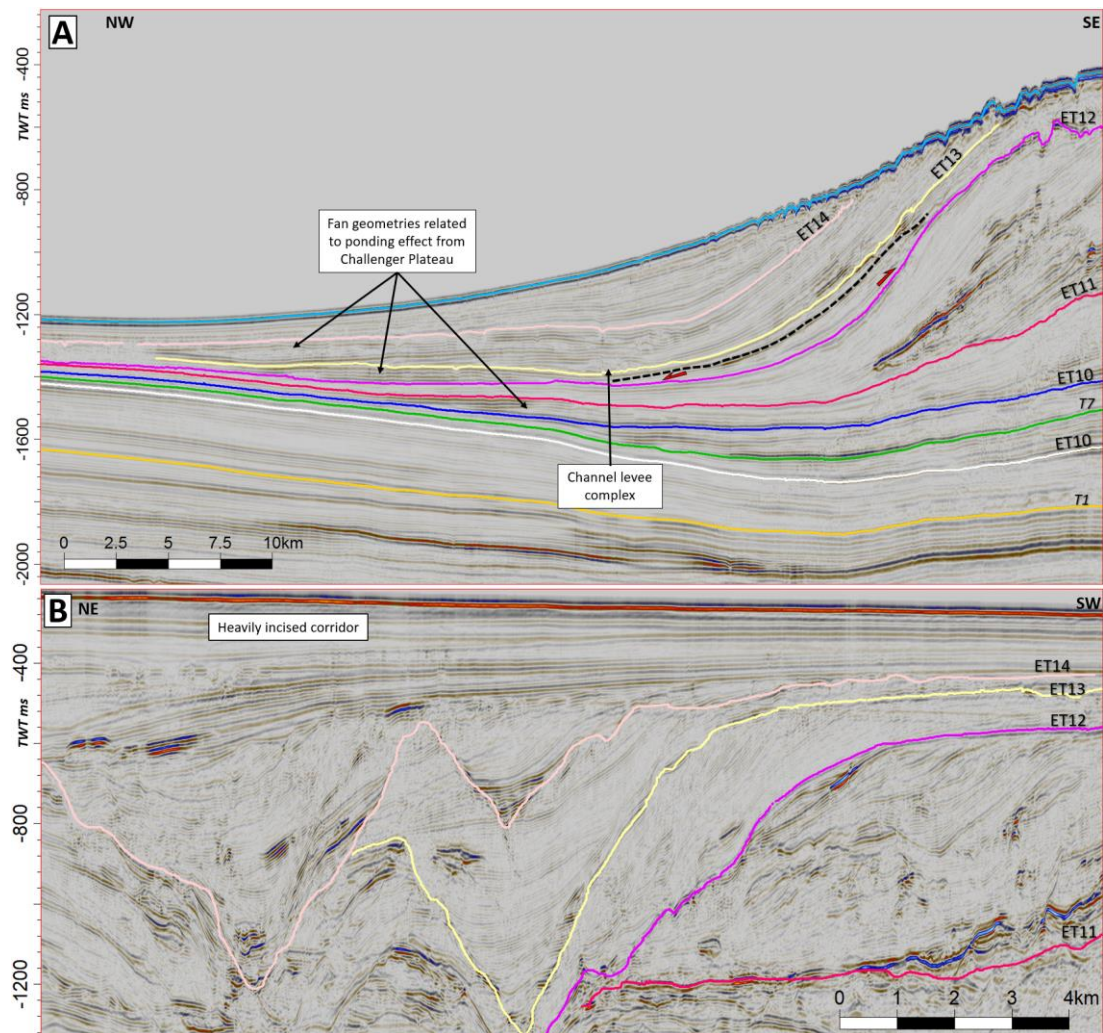 A
NW
SE
-400
TWT ms
ET12
ET13
-800
ET14
Fan geometries related
to ponding effect from
Challenger Plateau
-1200
ET11
ET10
T7
-1600
ET10
Channel levee
complex
T1
0 2.5 5 7.5 10km
-2000
B
NE
SW
Heavily incised corridor
-400
TWT ms
ET14
ET13
ET12
-800
ET11
-1200
0 1 2 3 4km